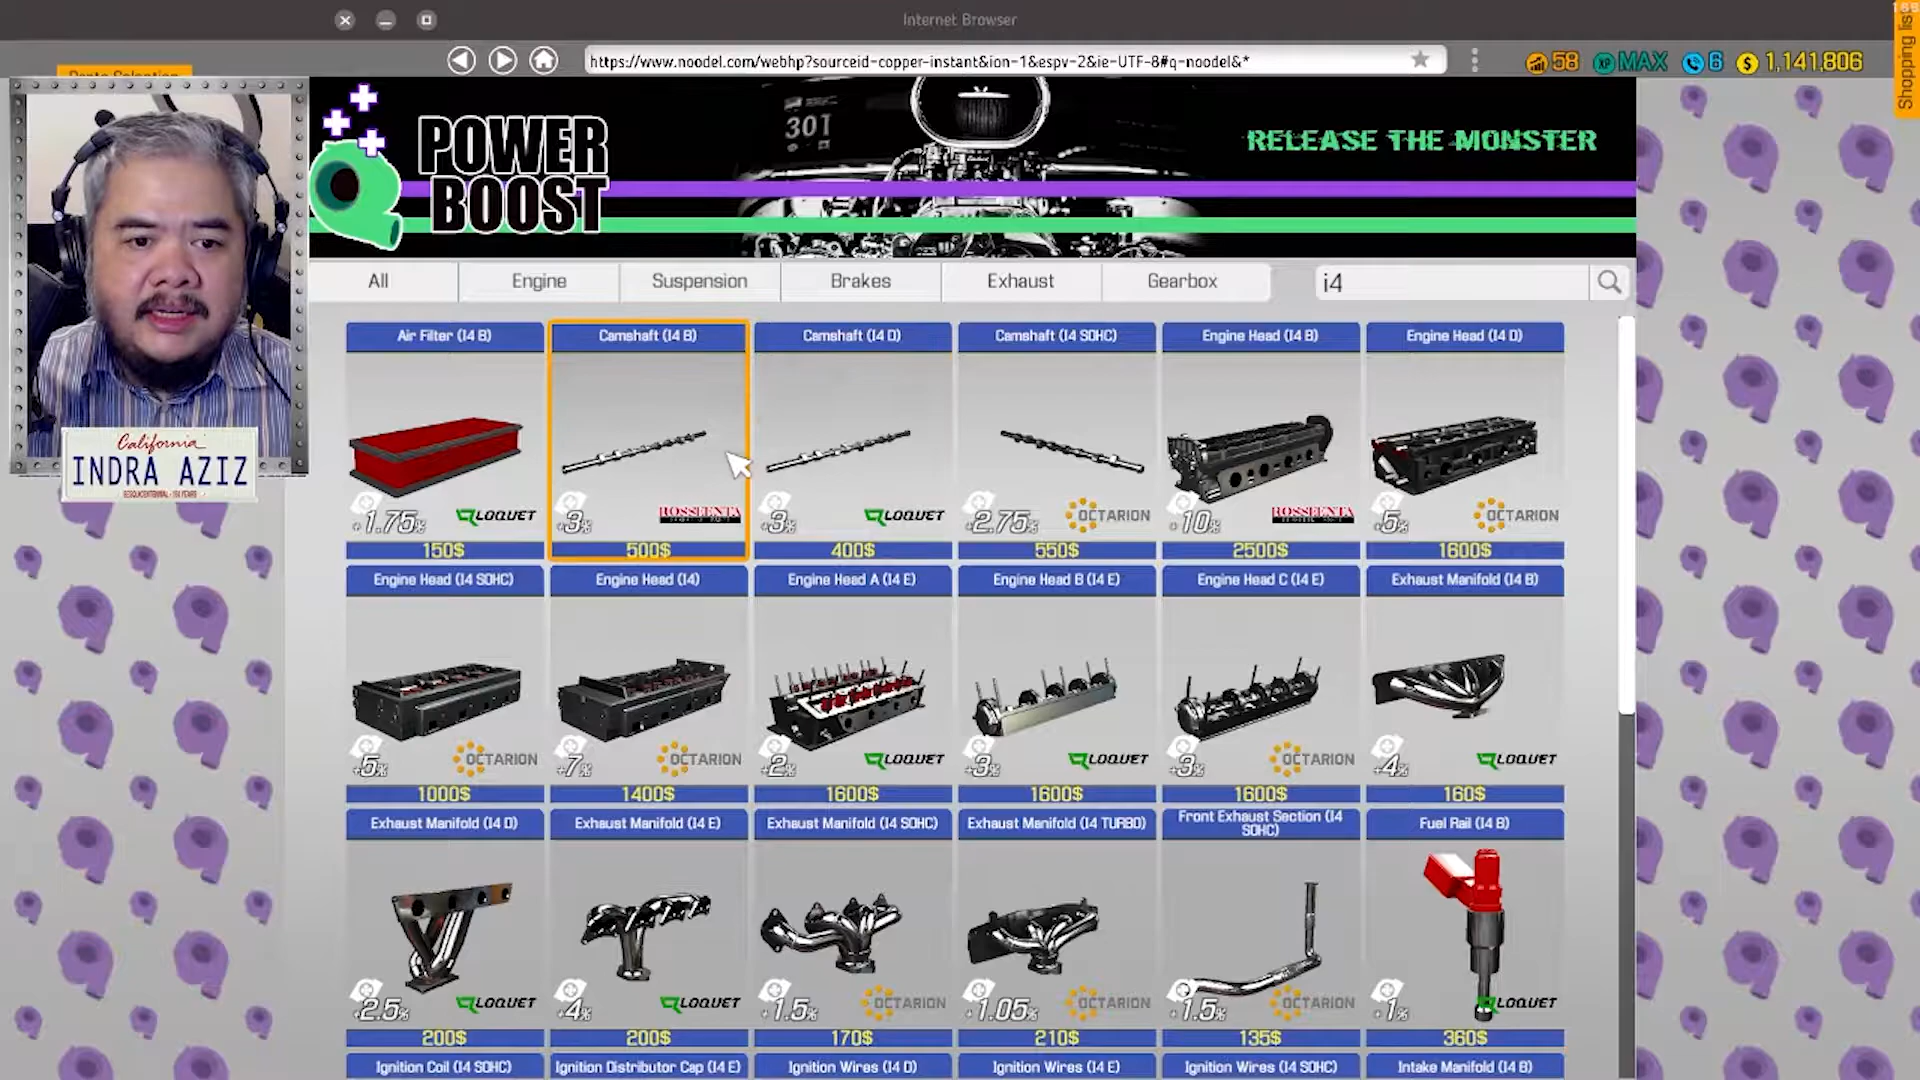 Internet Browser
https://www.noodel.com/webhp?sourceid-copper-instant&ion-1&espv-2&ie-UTF-8#q-noodel&*
58 XP MAX 6 $ 1,141,806
Shopping list
POWER
BOOST
30T
RELEASE THE MONSTER
California
INDRA AZIZ
All Engine Suspension Brakes Exhaust Gearbox i4
Air Filter (I4 B) Camshaft (I4 B) Camshaft (I4 D) Camshaft (I4 SOHC) Engine Head (I4 B) Engine Head (I4 D)
+1.75% LOQUET +3% ROSSEENTA +3% LOQUET +2.75% OCTARION +10% ROSSEENTA +5% OCTARION
150$ 500$ 400$ 550$ 2500$ 1600$
Engine Head (I4 SOHC) Engine Head (I4) Engine Head A (I4 E) Engine Head B (I4 E) Engine Head C (I4 E) Exhaust Manifold (I4 B)
+5% OCTARION +7% OCTARION +2% LOQUET +3% LOQUET +3% OCTARION +4% LOQUET
1000$ 1400$ 1600$ 1600$ 1600$ 160$
Exhaust Manifold (I4 D) Exhaust Manifold (I4 E) Exhaust Manifold (I4 SOHC) Exhaust Manifold (I4 TURBO) Front Exhaust Section (I4 SOHC) Fuel Rail (I4 B)
+2.5% LOQUET +4% LOQUET +1.5% OCTARION +1.05% OCTARION +1.5% OCTARION +1% LOQUET
200$ 200$ 170$ 210$ 135$ 360$
Ignition Coil (I4 SOHC) Ignition Distributor Cap (I4 E) Ignition Wires (I4 D) Ignition Wires (I4 E) Ignition Wires (I4 SOHC) Intake Manifold (I4 B)